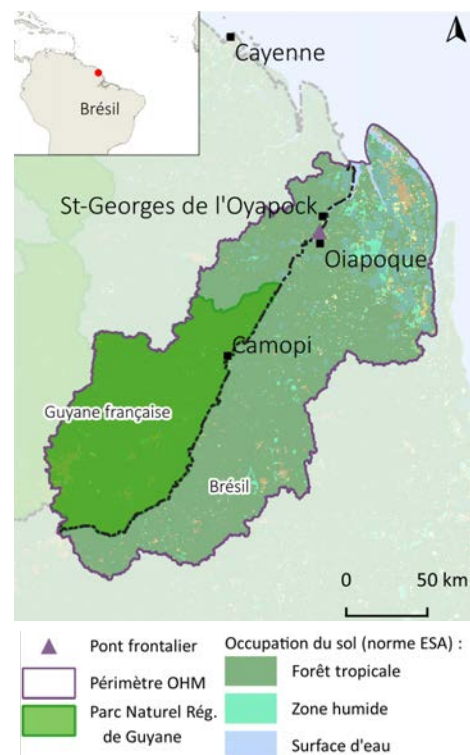 Brésil
Cayenne
St-Georges de l'Oyapock
Oiapoque
Camopi
Guyane française
Brésil
0 50 km
Pont frontalier
Périmètre OHM
Parc Naturel Rég.
de Guyane
Occupation du sol (norme ESA) :
Forêt tropicale
Zone humide
Surface d'eau